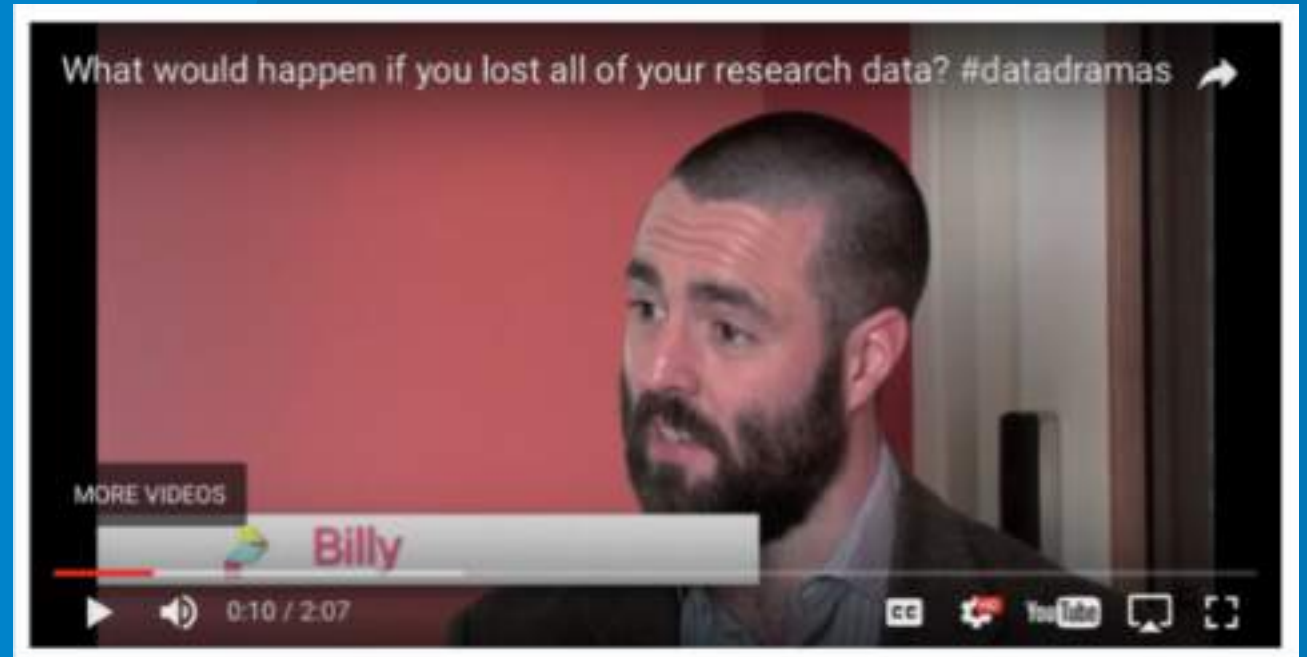 What would happen if you lost all of your research data? #datadramas
MORE VIDEOS
Billy
0:10 / 2:07
CC
HD
YouTube